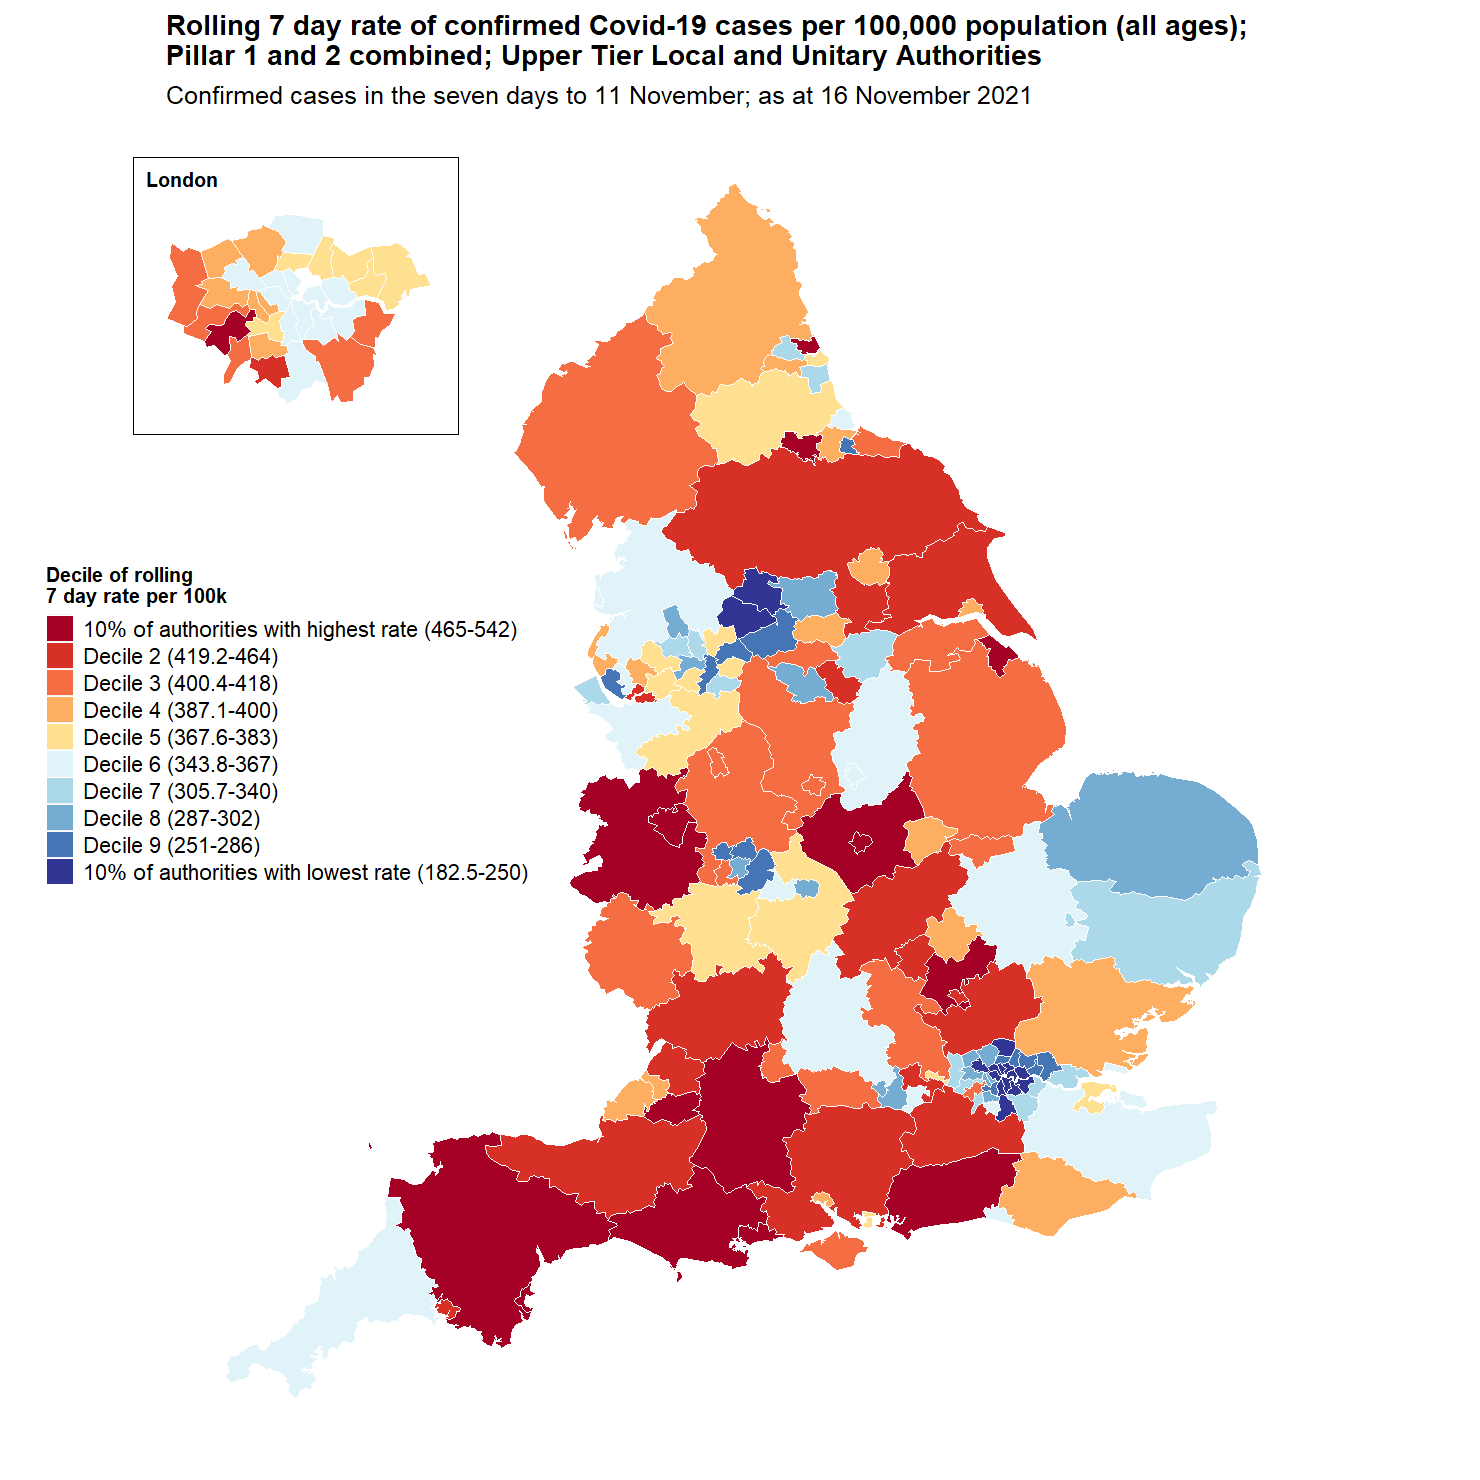 Rolling 7 day rate of confirmed Covid-19 cases per 100,000 population (all ages);
Pillar 1 and 2 combined; Upper Tier Local and Unitary Authorities
Confirmed cases in the seven days to 11 November; as at 16 November 2021
London
Decile of rolling
7 day rate per 100k
10% of authorities with highest rate (465-542)
Decile 2 (419.2-464)
Decile 3 (400.4-418)
Decile 4 (387.1-400)
Decile 5 (367.6-383)
Decile 6 (343.8-367)
Decile 7 (305.7-340)
Decile 8 (287-302)
Decile 9 (251-286)
10% of authorities with lowest rate (182.5-250)